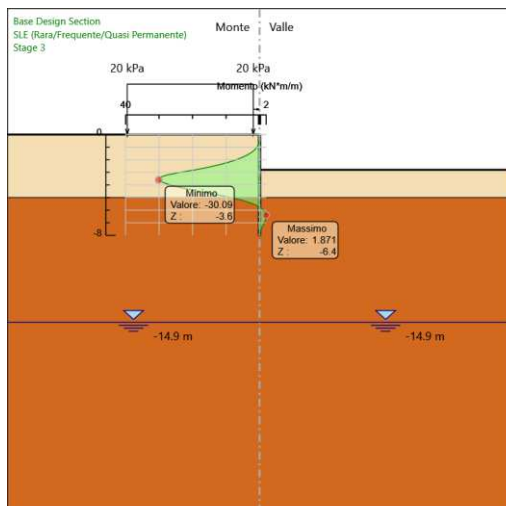 Base Design Section
SLE (Rara/Frequente/Quasi Permanente)
Stage 3
Monte
Valle
20 kPa
20 kPa
Momento (kN*m/m)
40
2
0
Minimo
Valore: -30.09
Z : -3.6
Massimo
Valore: 1.871
Z : -6.4
-8
-14.9 m
-14.9 m